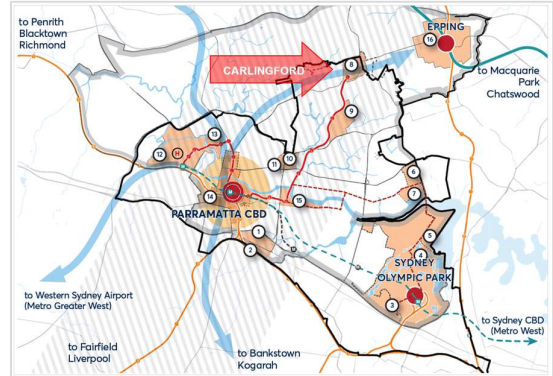 to Penrith
Blacktown
Richmond
EPPING
16
CARLINGFORD
8
to Macquarie
Park
Chatswood
9
13
12
H
11
10
6
7
14
15
PARRAMATTA CBD
1
2
5
4
SYDNEY
OLYMPIC PARK
3
to Western Sydney Airport
(Metro Greater West)
to Sydney CBD
(Metro West)
to Fairfield
Liverpool
to Bankstown
Kogarah